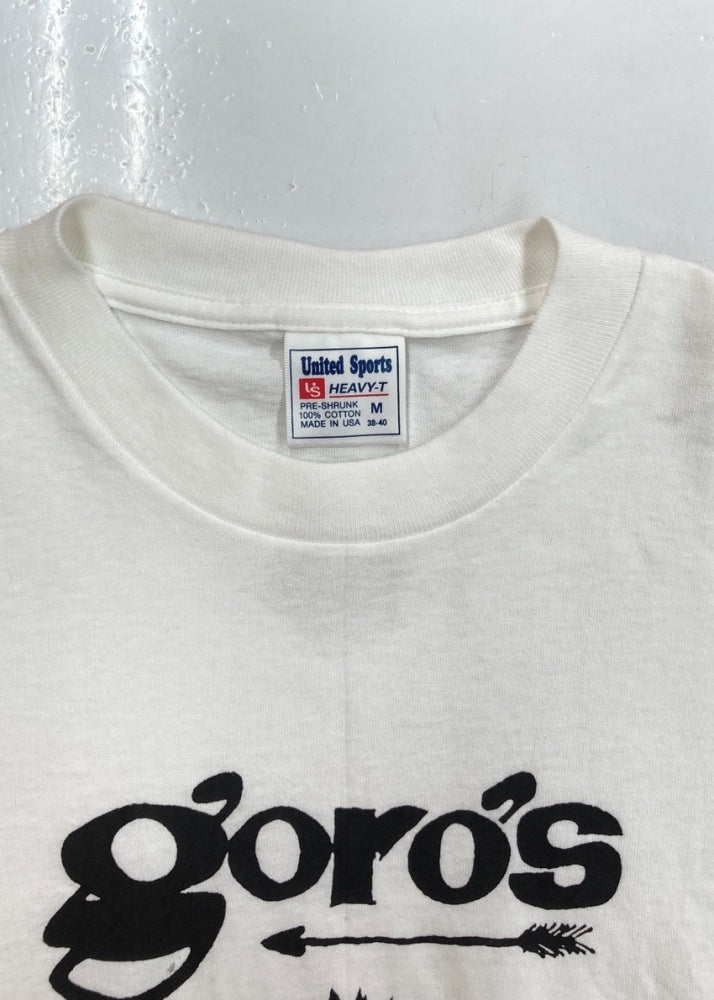 United Sports
US HEAVY-T
PRE-SHRUNK M
100% COTTON
MADE IN USA 38-40
goro's